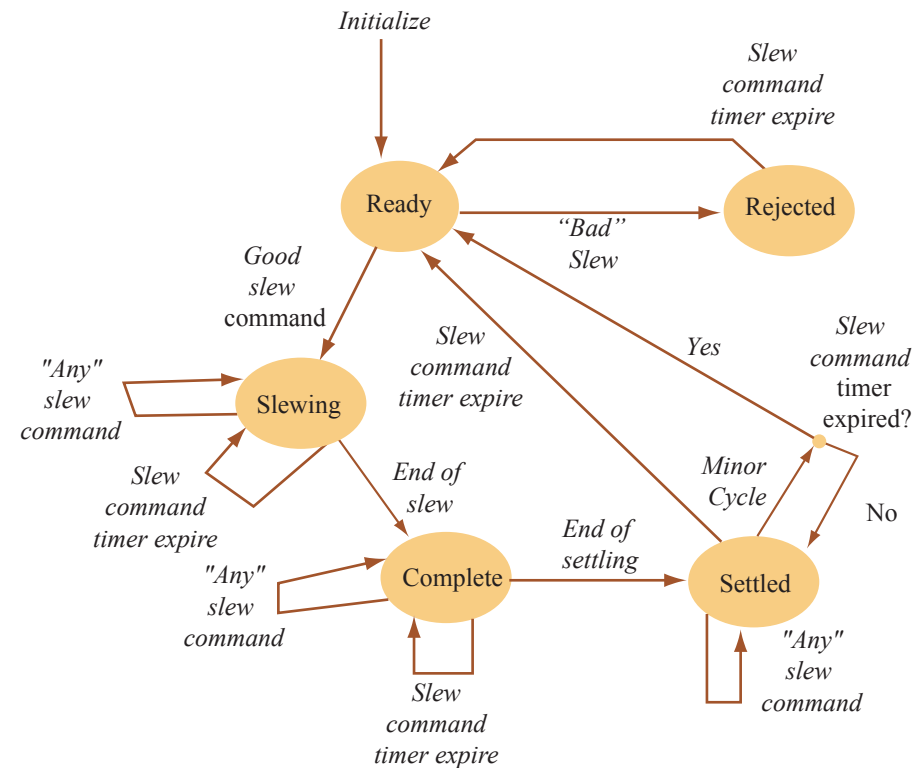 Initialize
Slew
command
timer expire
Ready
Rejected
“Bad”
Slew
Good
slew
command
Slew
command
timer expire
Yes
Slew
command
timer
expired?
"Any"
slew
command
Slewing
Slew
command
timer expire
End of
slew
Minor
Cycle
No
End of
settling
"Any"
slew
command
Complete
Settled
"Any"
slew
command
Slew
command
timer expire